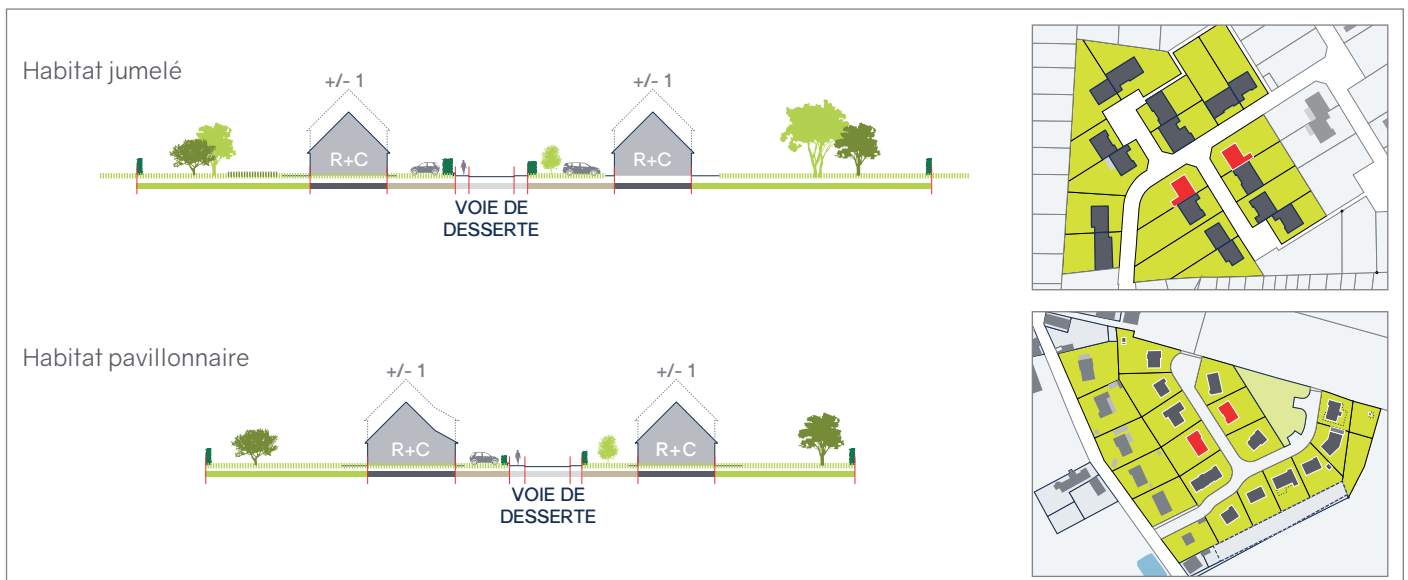 Habitat jumelé
+/- 1
+/- 1
R+C
R+C
VOIE DE
DESSERTE
Habitat pavillonnaire
+/- 1
+/- 1
R+C
R+C
VOIE DE
DESSERTE